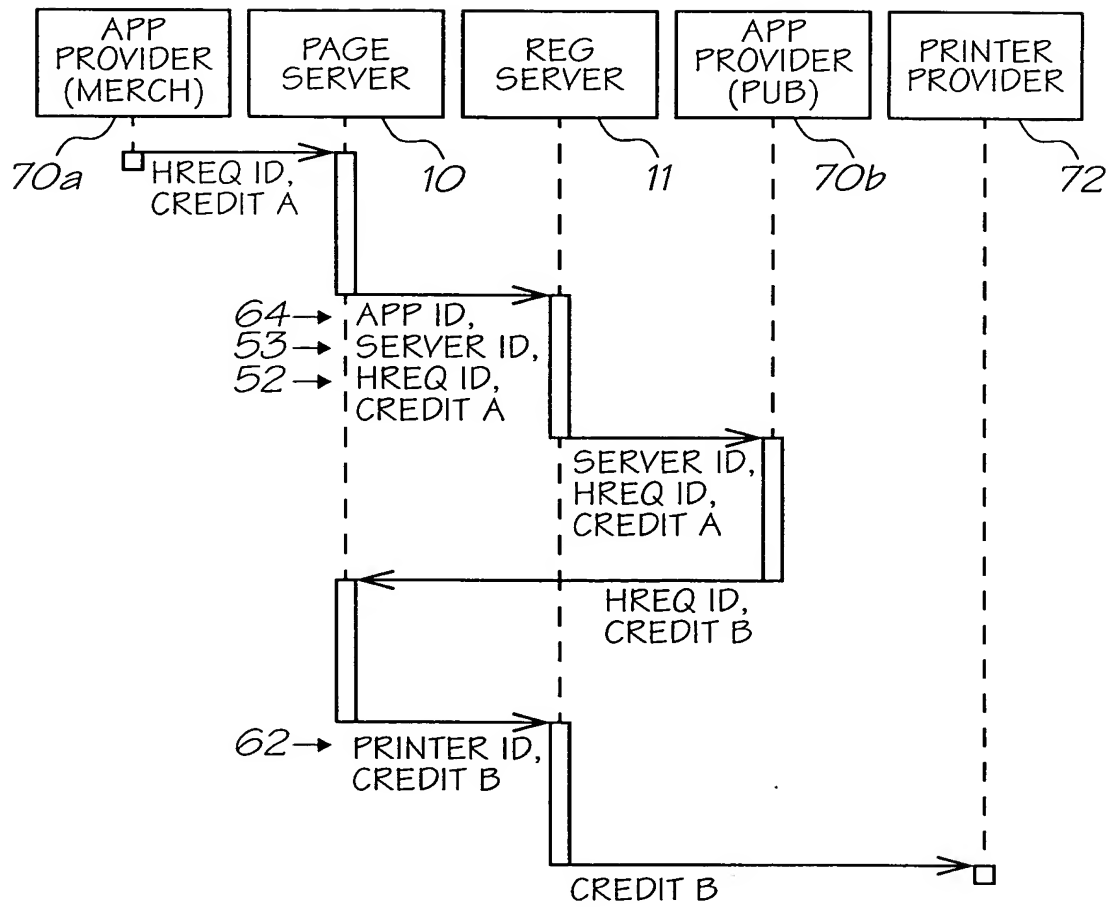 APP
PROVIDER
(MERCH)
PAGE
SERVER
REG
SERVER
APP
PROVIDER
(PUB)
PRINTER
PROVIDER
70a
10
11
70b
72
HREQ ID,
CREDIT A
64
APP ID,
53
SERVER ID,
52
HREQ ID,
CREDIT A
SERVER ID,
HREQ ID,
CREDIT A
HREQ ID,
CREDIT B
62
PRINTER ID,
CREDIT B
CREDIT B